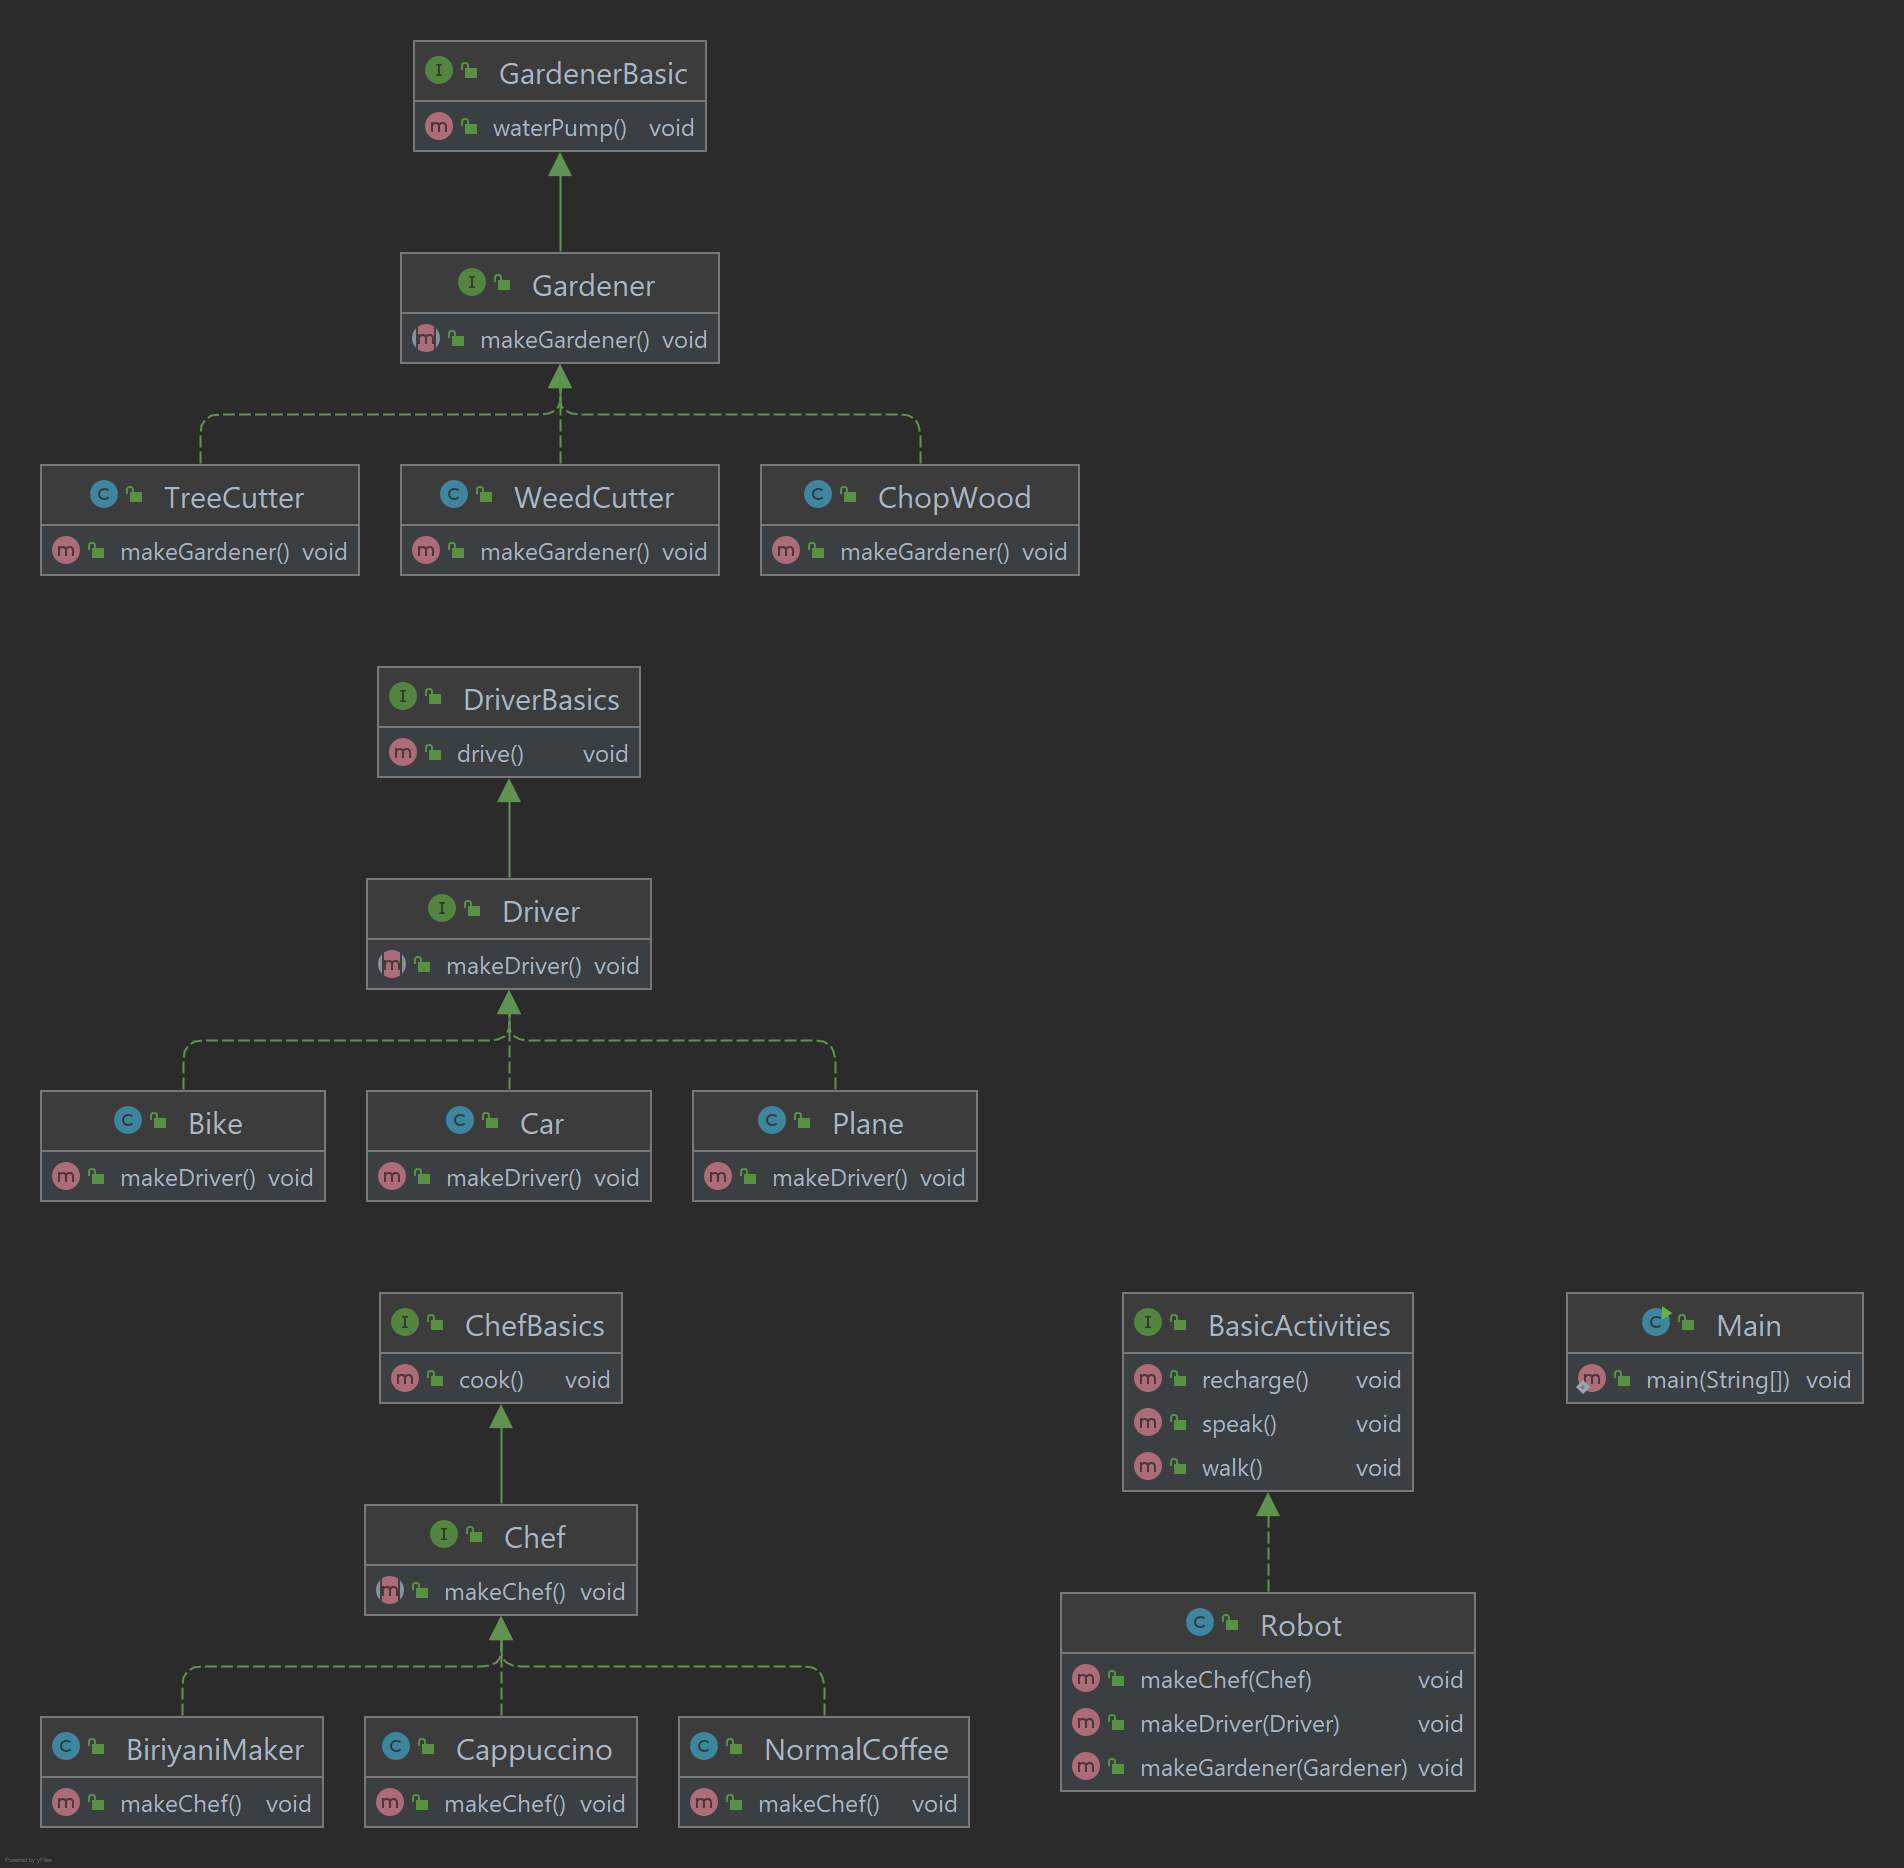 I GardenerBasic
m waterPump() void
I Gardener
m makeGardener() void
C TreeCutter
m makeGardener() void
C WeedCutter
m makeGardener() void
C ChopWood
m makeGardener() void
I DriverBasics
m drive() void
I Driver
m makeDriver() void
C Bike
m makeDriver() void
C Car
m makeDriver() void
C Plane
m makeDriver() void
I ChefBasics
m cook() void
I Chef
m makeChef() void
C BiriyaniMaker
m makeChef() void
C Cappuccino
m makeChef() void
C NormalCoffee
m makeChef() void
I BasicActivities
m recharge() void
m speak() void
m walk() void
C Robot
m makeChef(Chef) void
m makeDriver(Driver) void
m makeGardener(Gardener) void
C Main
m main(String[]) void
Powered by yFiles